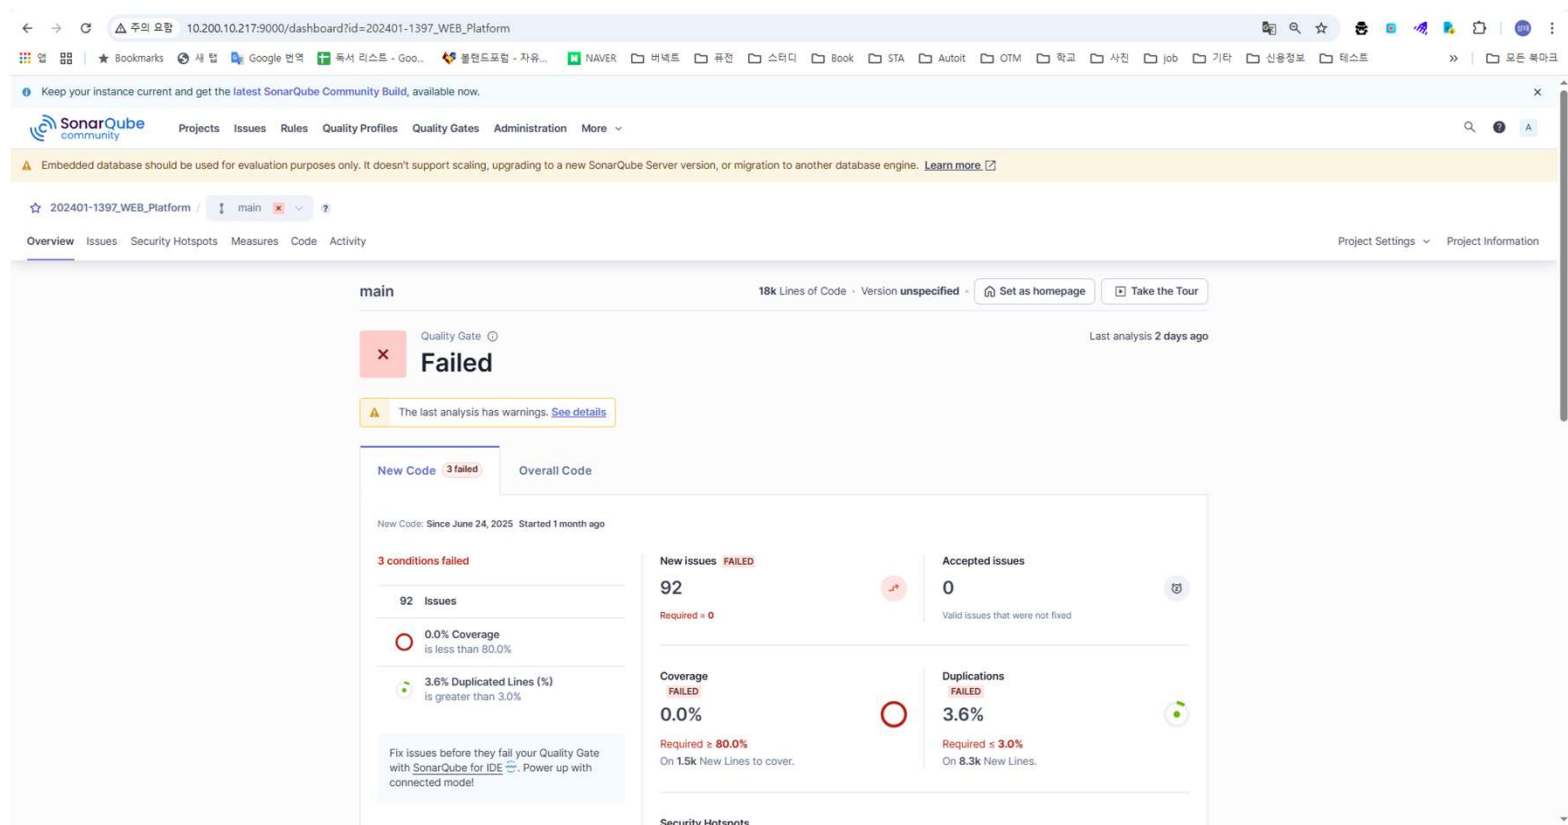 주의 요함 10.200.10.217:9000/dashboard?id=202401-1397_WEB_Platform
앱 Bookmarks 새 탭 Google 번역 독서 리스트 - Goo... 볼랜드포럼 - 자유... NAVER 버넥트 퓨전 스터디 Book STA Autoit OTM 학교 사진 job 기타 신용정보 테스트 » 모든 북마크
Keep your instance current and get the latest SonarQube Community Build, available now.
SonarQube community
Projects Issues Rules Quality Profiles Quality Gates Administration More
A
Embedded database should be used for evaluation purposes only. It doesn't support scaling, upgrading to a new SonarQube Server version, or migration to another database engine. Learn more
202401-1397_WEB_Platform / main
Overview Issues Security Hotspots Measures Code Activity Project Settings Project Information
main 18k Lines of Code • Version unspecified • Set as homepage Take the Tour
Quality Gate Last analysis 2 days ago
Failed
The last analysis has warnings. See details
New Code 3 failed Overall Code
New Code: Since June 24, 2025 Started 1 month ago
3 conditions failed
92 Issues
0.0% Coverage
is less than 80.0%
3.6% Duplicated Lines (%)
is greater than 3.0%
Fix issues before they fail your Quality Gate
with SonarQube for IDE. Power up with
connected mode!
New issues FAILED
92
Required = 0
Accepted issues
0
Valid issues that were not fixed
Coverage
FAILED
0.0%
Required ≥ 80.0%
On 1.5k New Lines to cover.
Duplications
FAILED
3.6%
Required ≤ 3.0%
On 8.3k New Lines.
Security Hotspots